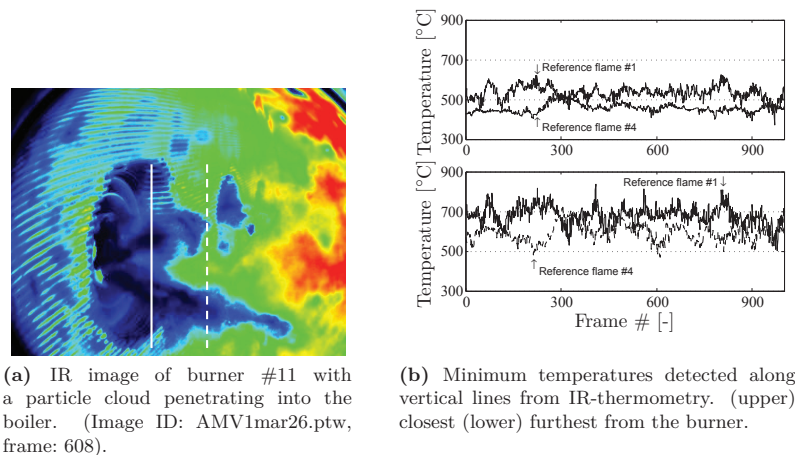 Temperature [°C]
900
700
500
300
0
300
600
900
↓ Reference flame #1
↑ Reference flame #4
Temperature [°C]
900
700
500
300
0
300
600
900
Reference flame #1 ↓
↑ Reference flame #4
Frame # [-]
(a) IR image of burner #11 with
a particle cloud penetrating into the
boiler. (Image ID: AMV1mar26.ptw,
frame: 608).
(b) Minimum temperatures detected along
vertical lines from IR-thermometry. (upper)
closest (lower) furthest from the burner.